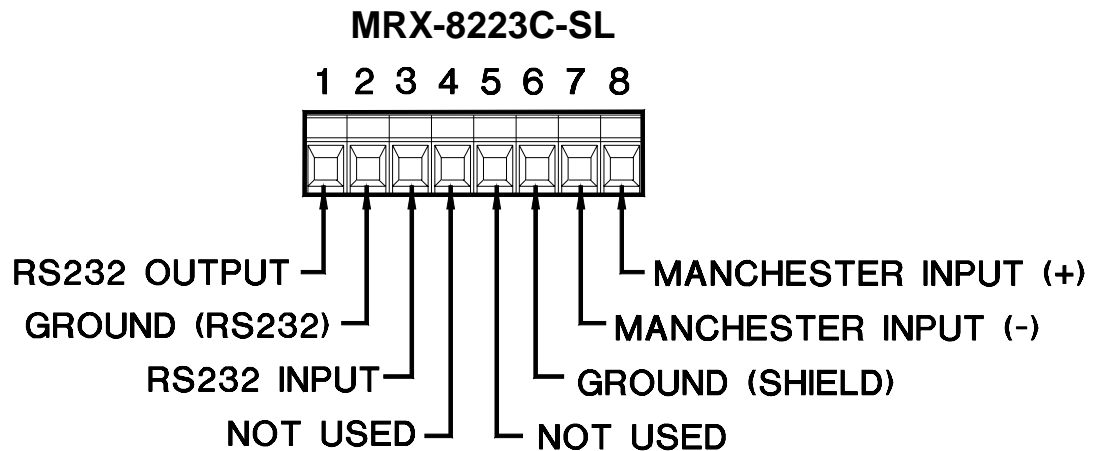 MRX-8223C-SL
1 2 3 4 5 6 7 8
RS232 OUTPUT
MANCHESTER INPUT (+)
GROUND (RS232)
MANCHESTER INPUT (-)
RS232 INPUT
GROUND (SHIELD)
NOT USED
NOT USED